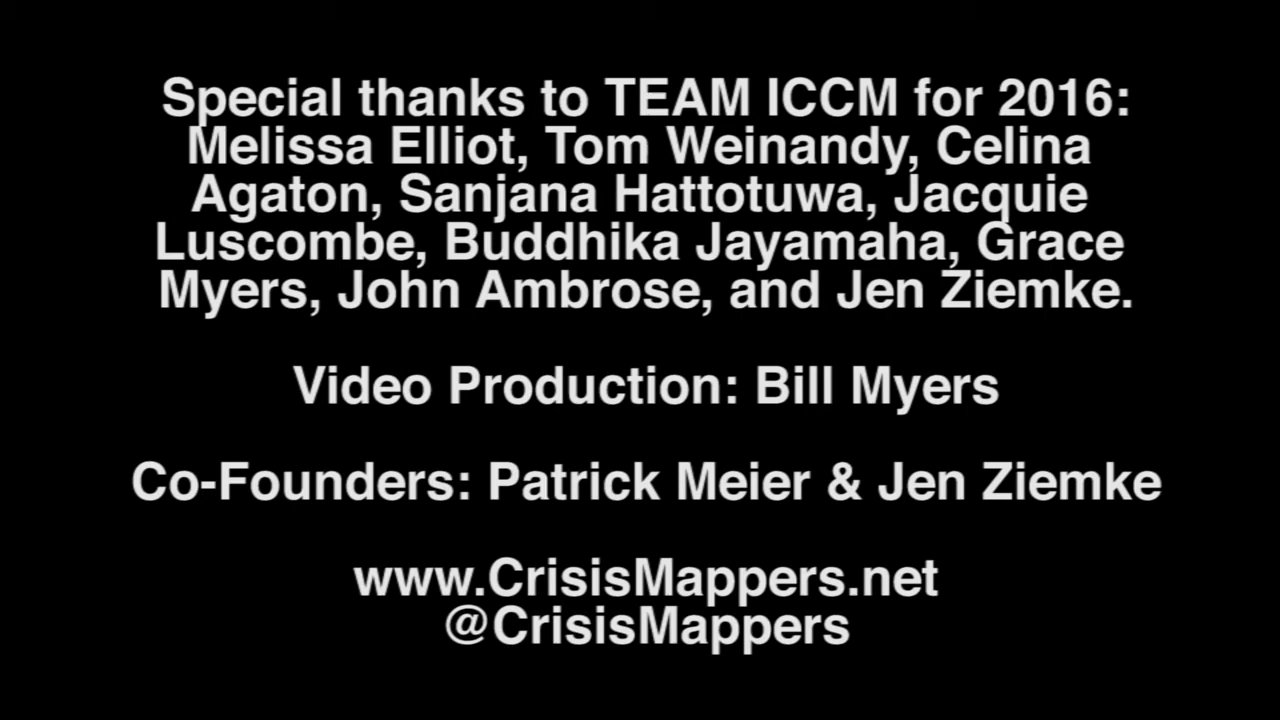 Special thanks to TEAM ICCM for 2016:
Melissa Elliot, Tom Weinandy, Celina
Agaton, Sanjana Hattotuwa, Jacquie
Luscombe, Buddhika Jayamaha, Grace
Myers, John Ambrose, and Jen Ziemke.
Video Production: Bill Myers
Co-Founders: Patrick Meier & Jen Ziemke
www.CrisisMappers.net
@CrisisMappers